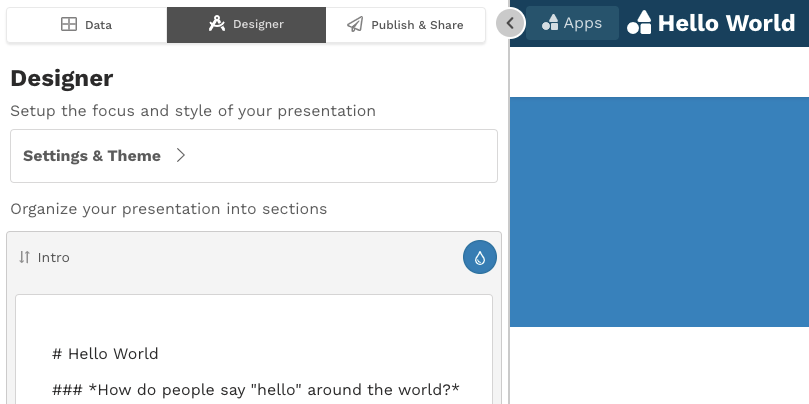 Data
Designer
Publish & Share
Apps
Hello World
Designer
Setup the focus and style of your presentation
Settings & Theme
Organize your presentation into sections
Intro
# Hello World
### *How do people say "hello" around the world?*